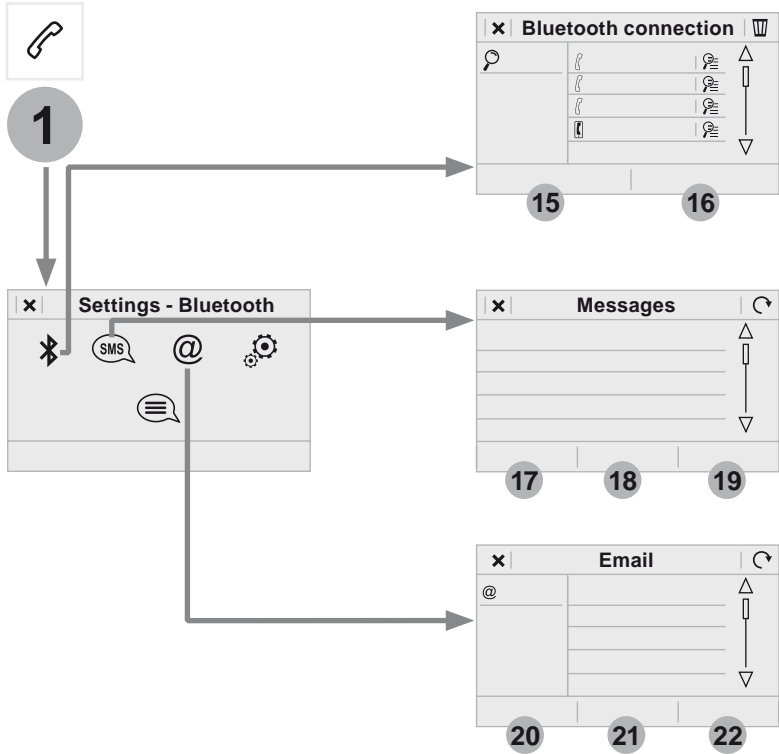 1
Bluetooth connection
15
16
Settings - Bluetooth
SMS
@
Messages
17
18
19
Email
@
20
21
22